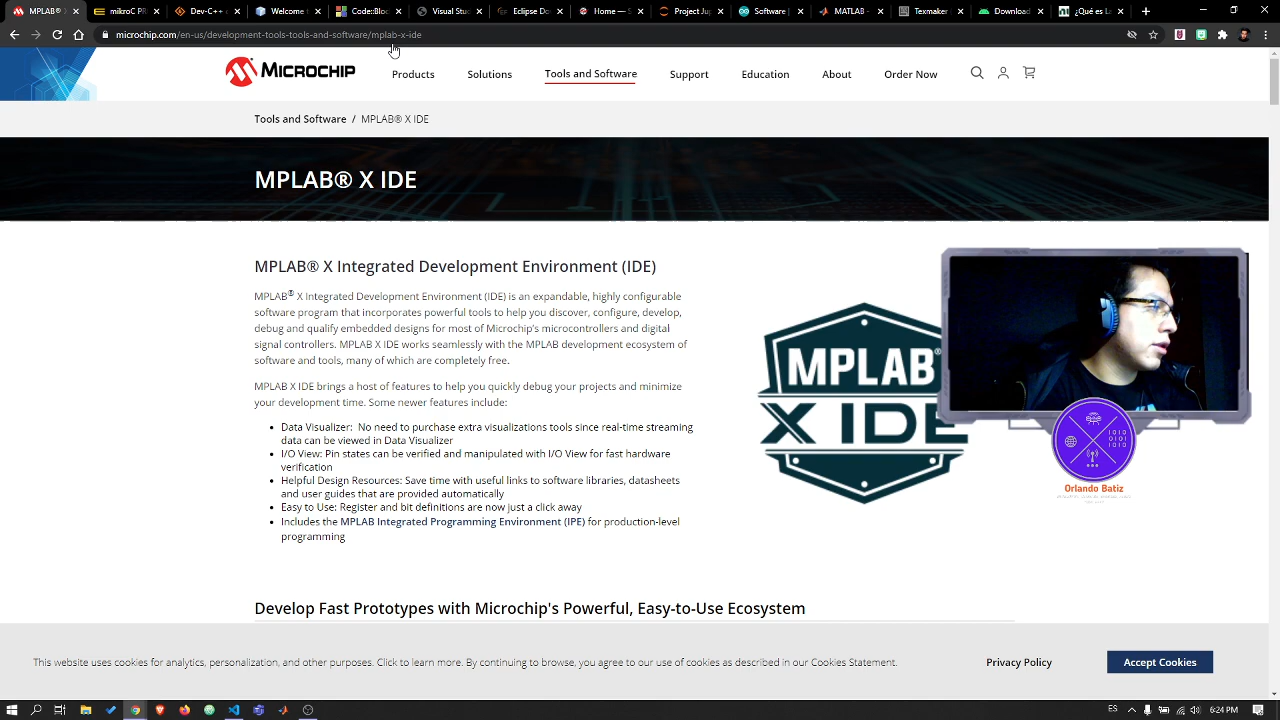 MPLAB®
mikroC PR
Dev-C++
Welcome
Code::Bloc
Visual Stu
Eclipse Do
Home — S
Project Jup
Software |
MATLAB -
Texmaker
Download
¿Qué es La
microchip.com/en-us/development-tools-tools-and-software/mplab-x-ide
MICROCHIP
Products
Solutions
Tools and Software
Support
Education
About
Order Now
Tools and Software / MPLAB® X IDE
MPLAB® X IDE
MPLAB® X Integrated Development Environment (IDE)
MPLAB® X Integrated Development Environment (IDE) is an expandable, highly configurable
software program that incorporates powerful tools to help you discover, configure, develop,
debug and qualify embedded designs for most of Microchip's microcontrollers and digital
signal controllers. MPLAB X IDE works seamlessly with the MPLAB development ecosystem of
software and tools, many of which are completely free.
MPLAB X IDE brings a host of features to help you quickly debug your projects and minimize
your development time. Some newer features include:
Data Visualizer: No need to purchase extra visualizations tools since real-time streaming
data can be viewed in Data Visualizer
I/O View: Pin states can be verified and manipulated with I/O View for fast hardware
verification
Helpful Design Resources: Save time with useful links to software libraries, datasheets
and user guides that are provided automatically
Easy to Use: Register and bit definitions are now just a click away
Includes the MPLAB Integrated Programming Environment (IPE) for production-level
programming
MPLAB®
X IDE
Orlando Batiz
Develop Fast Prototypes with Microchip's Powerful, Easy-to-Use Ecosystem
This website uses cookies for analytics, personalization, and other purposes. Click to learn more. By continuing to browse, you agree to our use of cookies as described in our Cookies Statement.
Privacy Policy
Accept Cookies
ES
6:24 PM